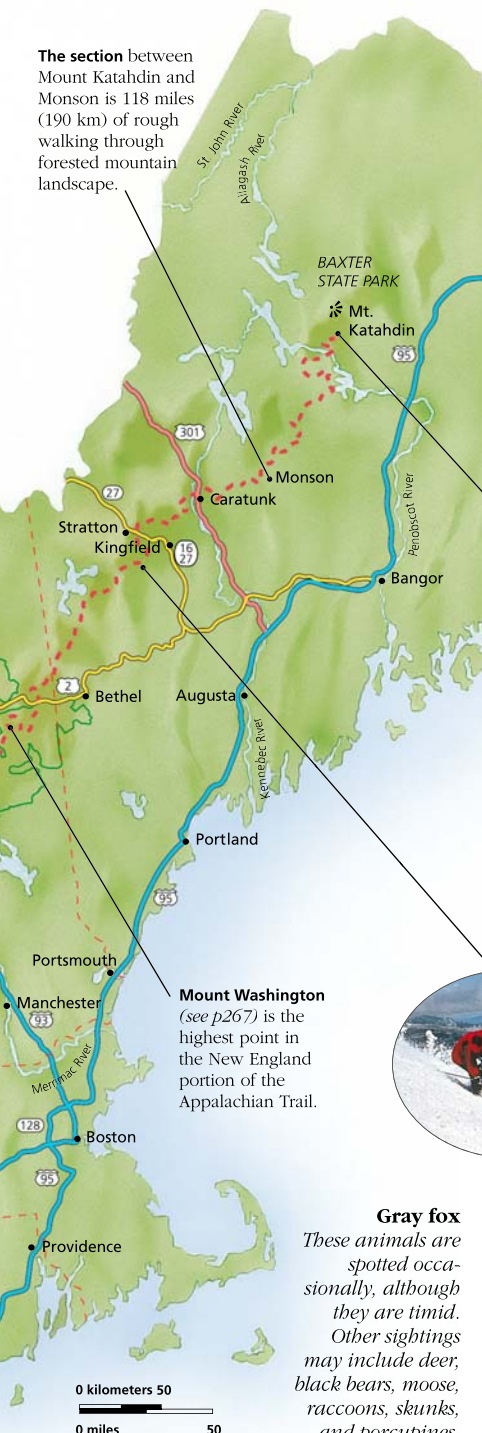 The section between
Mount Katahdin and
Monson is 118 miles
(190 km) of rough
walking through
forested mountain
landscape.
St John River
Allagash River
BAXTER
STATE PARK
Mt.
Katahdin
95
301
Monson
27
Caratunk
Stratton
Kingfield
16
27
Penobscot River
Bangor
2
Bethel
Augusta
Kennebec River
Portland
95
Portsmouth
Manchester
93
Mount Washington
(see p267) is the
highest point in
the New England
portion of the
Appalachian Trail.
Merrimac River
128
Boston
95
Providence
Gray fox
These animals are
spotted occa-
sionally, although
they are timid.
Other sightings
may include deer,
black bears, moose,
raccoons, skunks,
and porcupines.
0 kilometers 50
0 miles 50